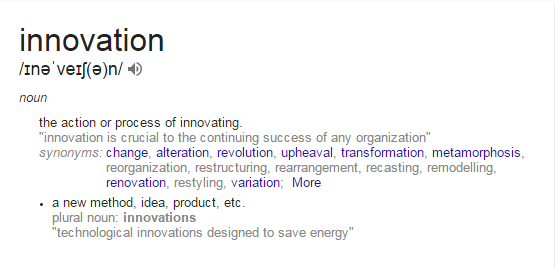 innovation
/ɪnəˈveɪʃ(ə)n/
noun
the action or process of innovating.
"innovation is crucial to the continuing success of any organization"
synonyms: change, alteration, revolution, upheaval, transformation, metamorphosis,
reorganization, restructuring, rearrangement, recasting, remodelling,
renovation, restyling, variation; More
• a new method, idea, product, etc.
plural noun: innovations
"technological innovations designed to save energy"